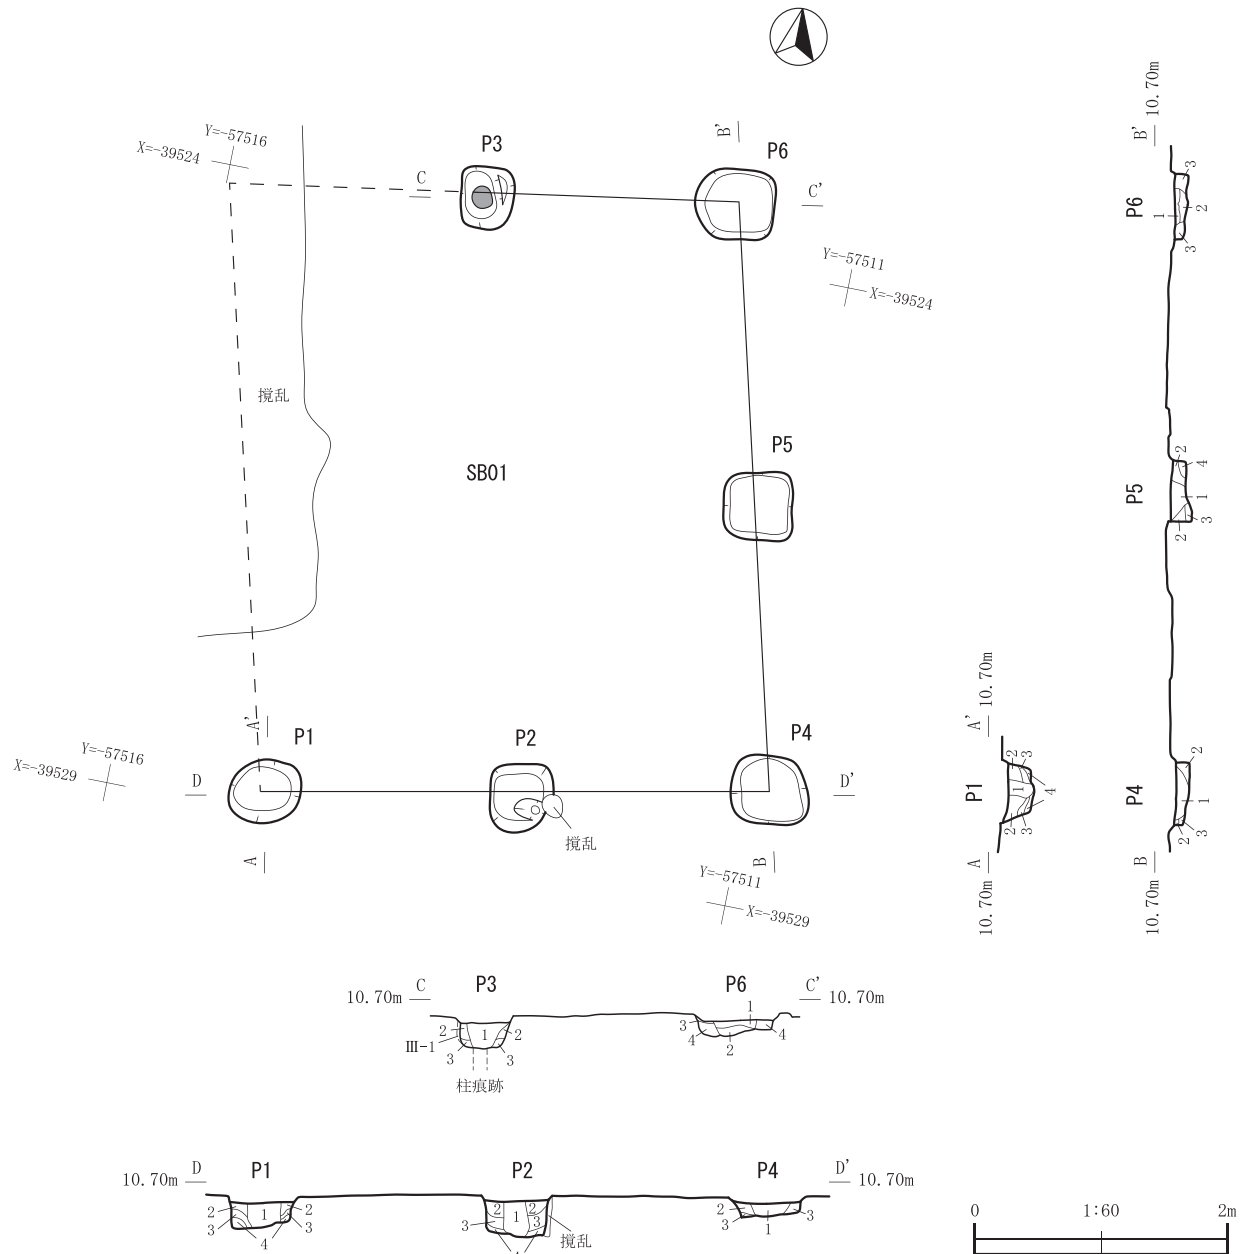 B' 10.70m
Y=-57516
X=-39524
P3
B'
P6
C
C'
3
P6
1
2
3
Y=-57511
X=-39524
撹乱
P5
SB01
2
4
P5
1
3
2
A'
P1
P2
P4
A' 10.70m
Y=-57516
X=-39529
D
D'
2
3
P1
1
4
2
3
2
P4
1
3
2
撹乱
A
B
A
10.70m
B
10.70m
Y=-57511
X=-39529
10.70m C
P3
P6
C' 10.70m
2
1
2
Ⅲ-1
3
3
1
3
4
2
4
柱痕跡
10.70m D
P1
P2
P4
D' 10.70m
2
1
2
3
3
4
2
1
2
3
3
4
撹乱
2
3
1
3
0
1:60
2m